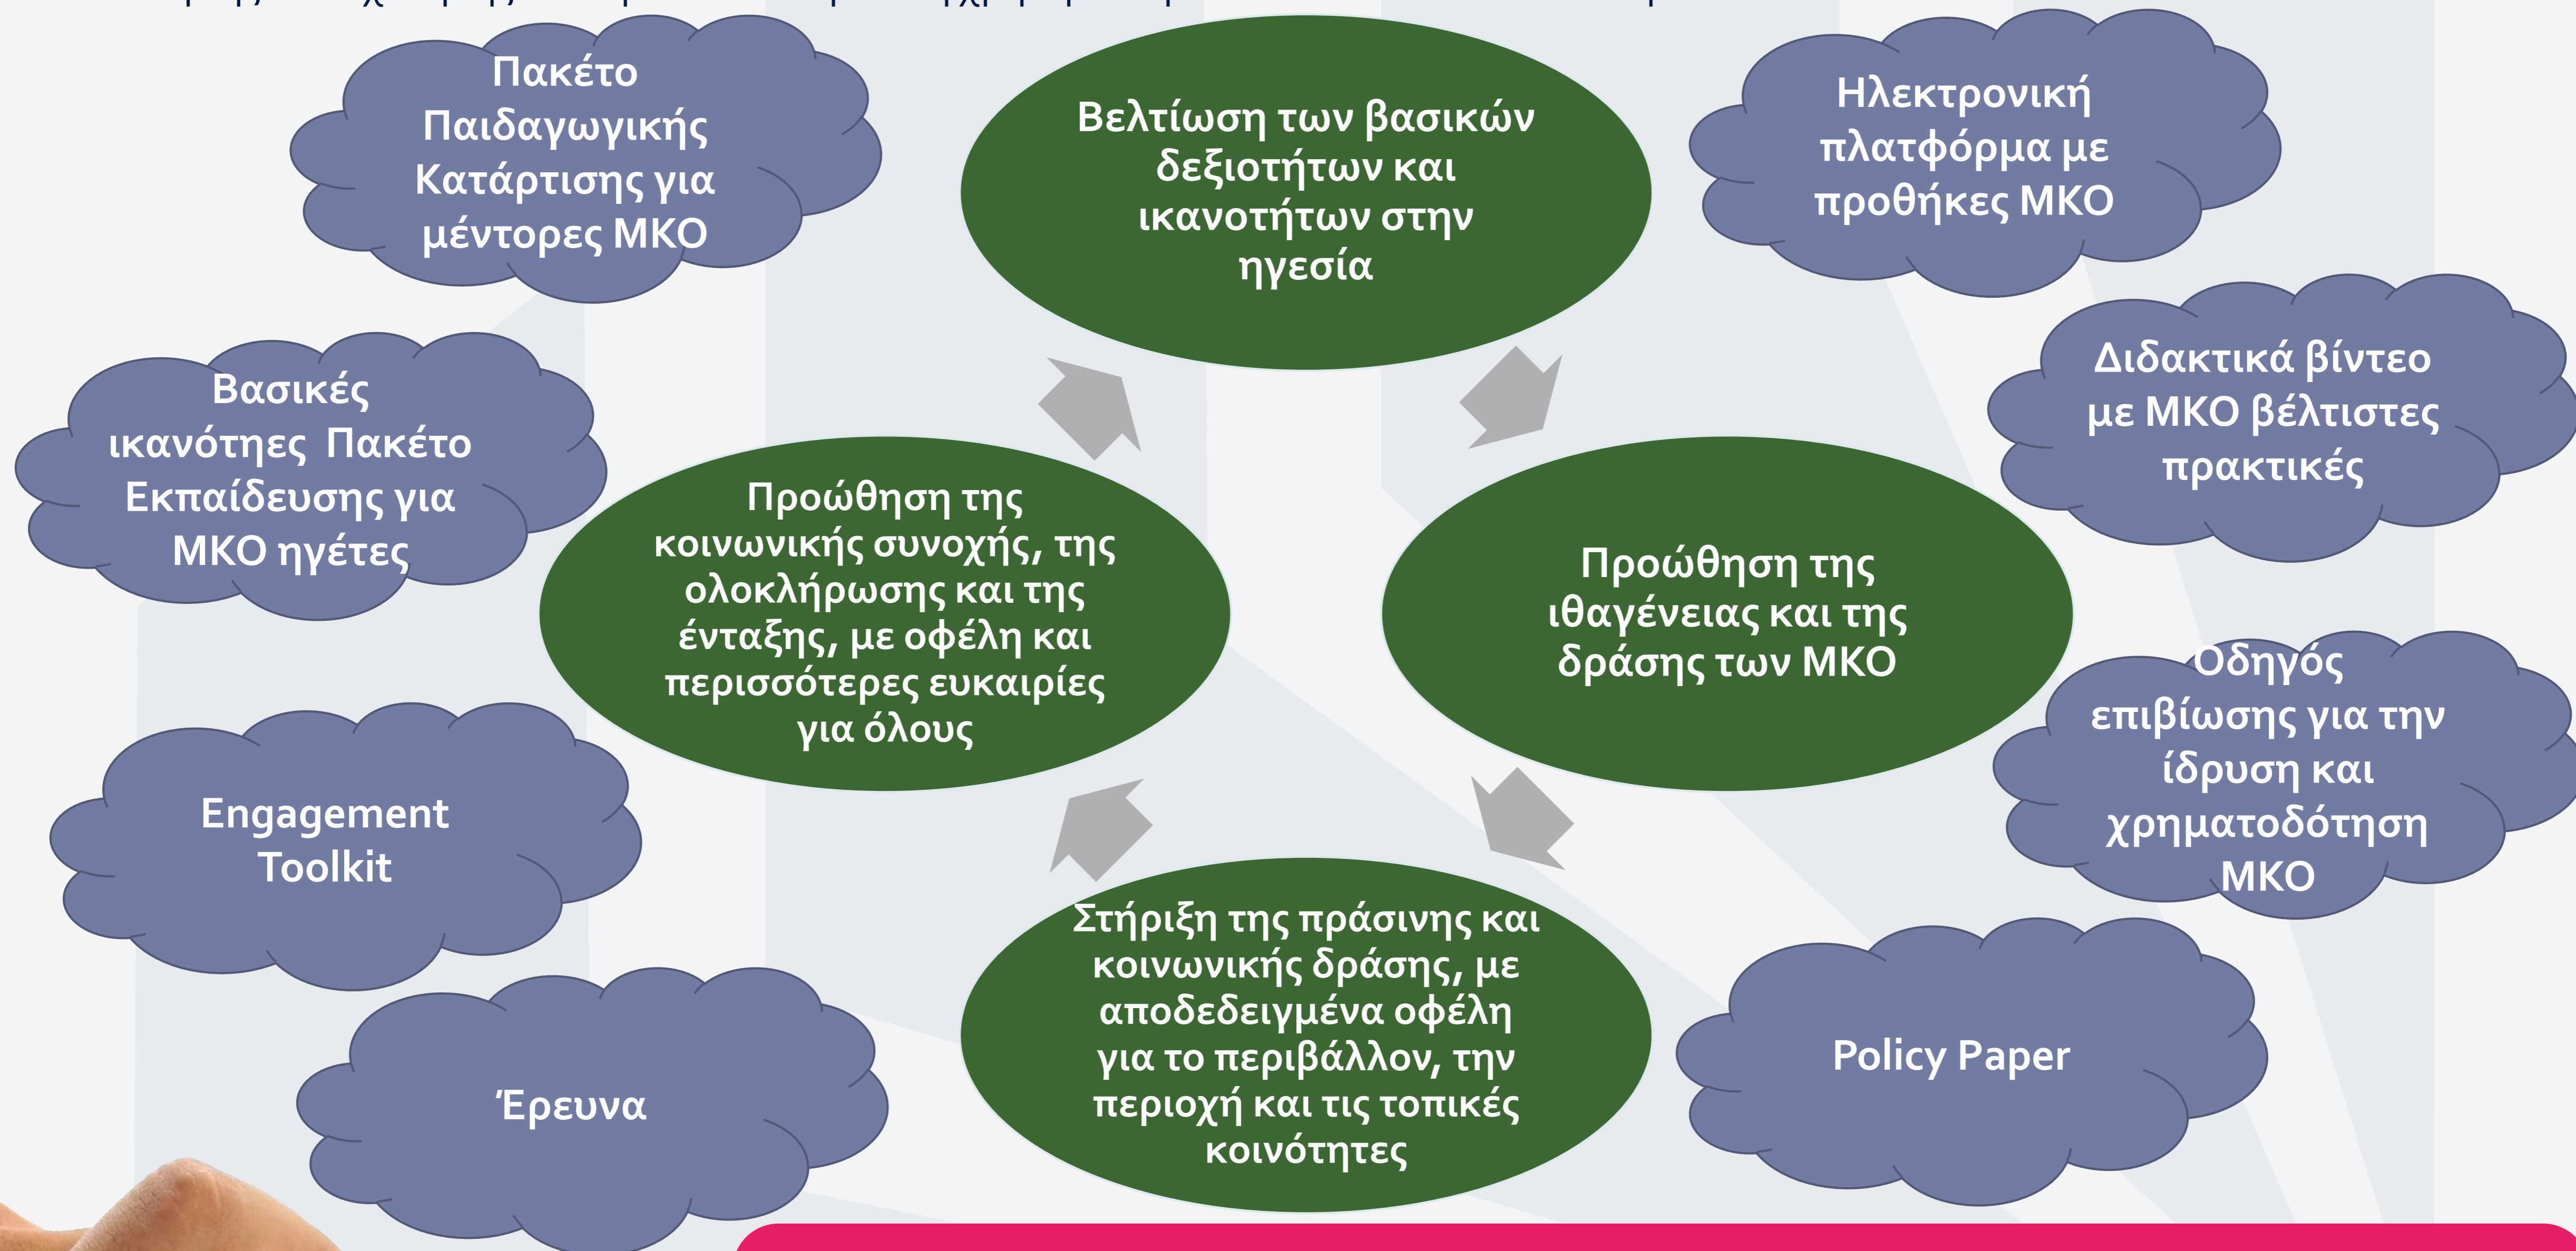 Πακέτο
Παιδαγωγικής
Κατάρτισης για
μέντορες ΜΚΟ
Βελτίωση των βασικών
δεξιοτήτων και
ικανοτήτων στην
ηγεσία
Ηλεκτρονική
πλατφόρμα με
προθήκες ΜΚΟ
Βασικές
ικανότηες  Πακέτο
Εκπαίδευσης για
ΜΚΟ ηγέτες
Διδακτικά βίντεο
με ΜΚΟ βέλτιστες
πρακτικές
Προώθηση της
κοινωνικής συνοχής, της
ολοκλήρωσης και της
ένταξης, με οφέλη και
περισσότερες ευκαιρίες
για όλους
Προώθηση της
ιθαγένειας και της
δράσης των ΜΚΟ
Οδηγός
επιβίωσης για την
ίδρυση και
χρηματοδότηση
ΜΚΟ
Engagement
Toolkit
Στήριξη της πράσινης και
κοινωνικής δράσης, με
αποδεδειγμένα οφέλη
για το περιβάλλον, την
περιοχή και τις τοπικές
κοινότητες
Έρευνα
Policy Paper